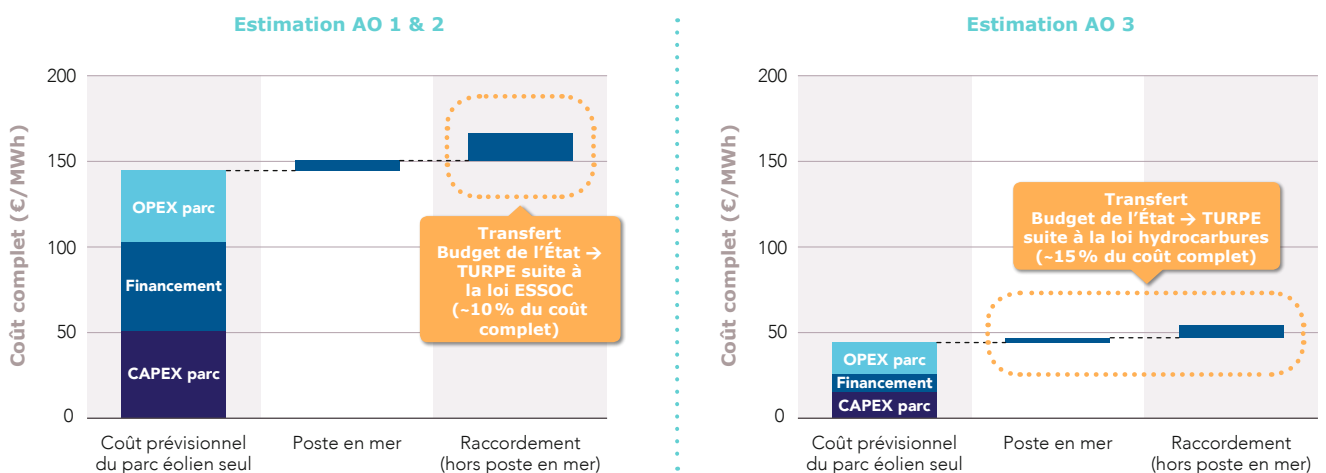 Estimation AO 1 & 2
Coût complet (€/MWh)
200
150
100
50
0
OPEX parc
Financement
CAPEX parc
Transfert
Budget de l’État →
TURPE suite à
la loi ESSOC
(~10 % du coût
complet)
Coût prévisionnel
du parc éolien seul
Poste en mer
Raccordement
(hors poste en mer)
Estimation AO 3
Coût complet (€/MWh)
200
150
100
50
0
Transfert
Budget de l’État → TURPE
suite à la loi hydrocarbures
(~15 % du coût complet)
OPEX parc
Financement
CAPEX parc
Coût prévisionnel
du parc éolien seul
Poste en mer
Raccordement
(hors poste en mer)